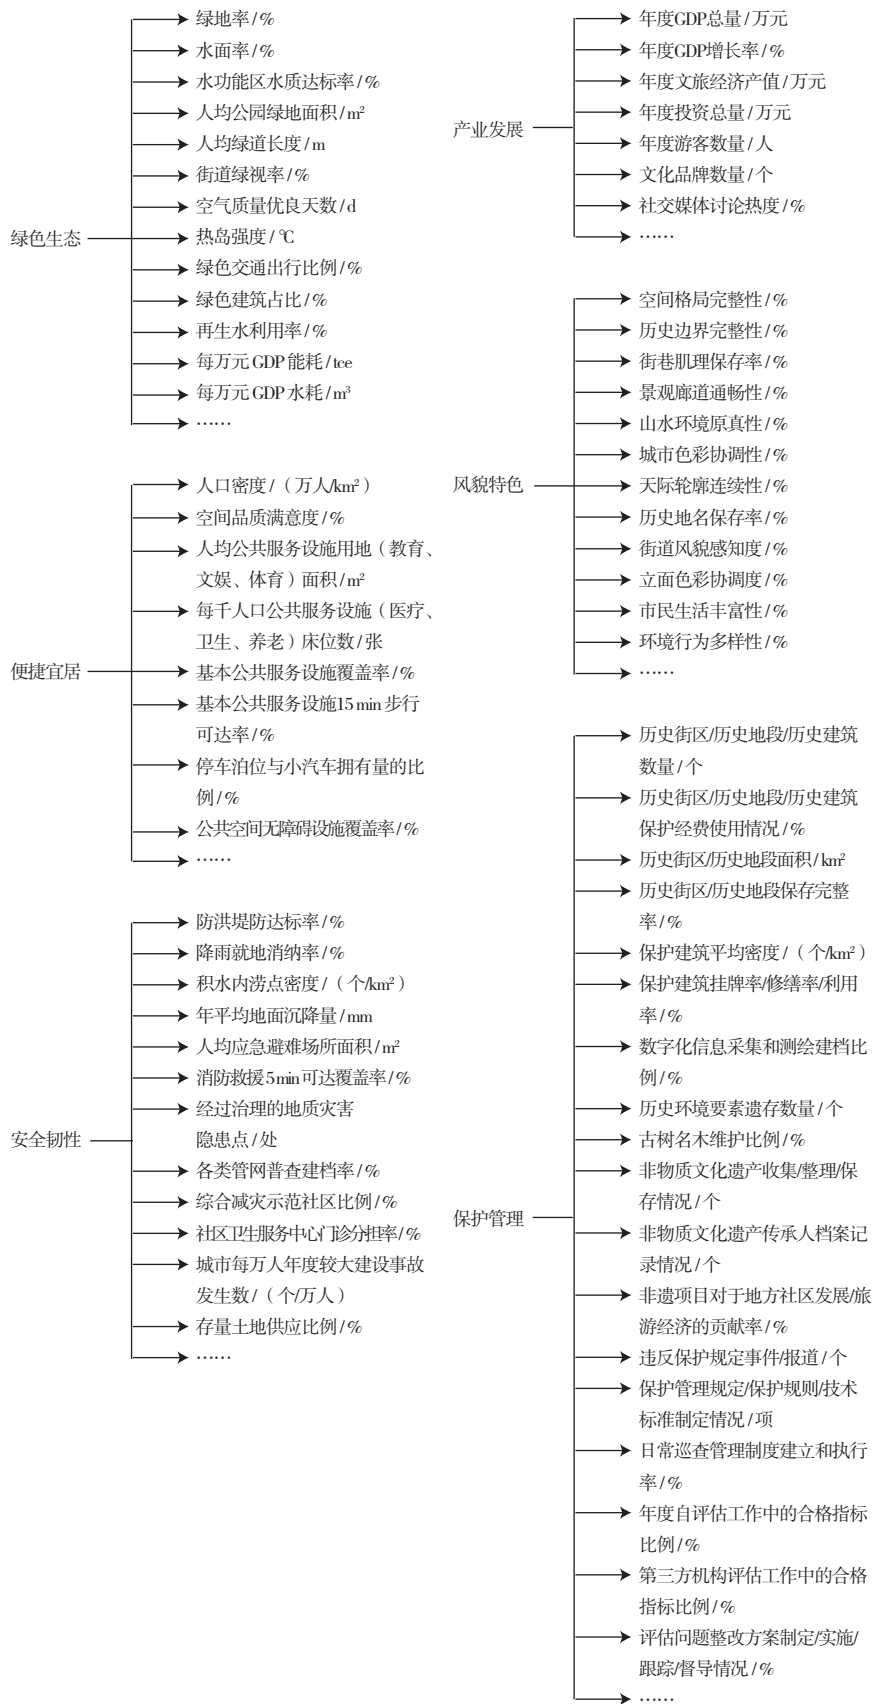 绿色生态
绿地率/%
水面率/%
水功能区水质达标率/%
人均公园绿地面积/m²
人均绿道长度/m
街道绿视率/%
空气质量优良天数/d
热岛强度/℃
绿色交通出行比例/%
绿色建筑占比/%
再生水利用率/%
每万元 GDP 能耗/tce
每万元 GDP 水耗/m³
……
便捷宜居
人口密度/（万人/km²）
空间品质满意度/%
人均公共服务设施用地（教育、
文娱、体育）面积/m²
每千人口公共服务设施（医疗、
卫生、养老）床位数/张
基本公共服务设施覆盖率/%
基本公共服务设施15 min 步行
可达率/%
停车泊位与小汽车拥有量的比
例/%
公共空间无障碍设施覆盖率/%
……
安全韧性
防洪堤防达标率/%
降雨就地消纳率/%
积水内涝点密度/（个/km²）
年平均地面沉降量/mm
人均应急避难场所面积/m²
消防救援5 min可达覆盖率/%
经过治理的地质灾害
隐患点/处
各类管网普查建档率/%
综合减灾示范社区比例/%
社区卫生服务中心门诊分担率/%
城市每万人年度较大建设事故
发生数/（个/万人）
存量土地供应比例/%
……
产业发展
年度GDP总量/万元
年度GDP增长率/%
年度文旅经济产值/万元
年度投资总量/万元
年度游客数量/人
文化品牌数量/个
社交媒体讨论热度/%
……
风貌特色
空间格局完整性/%
历史边界完整性/%
街巷肌理保存率/%
景观廊道通畅性/%
山水环境原真性/%
城市色彩协调性/%
天际轮廓连续性/%
历史地名保存率/%
街道风貌感知度/%
立面色彩协调度/%
市民生活丰富性/%
环境行为多样性/%
……
保护管理
历史街区/历史地段/历史建筑
数量/个
历史街区/历史地段/历史建筑
保护经费使用情况/%
历史街区/历史地段面积/km²
历史街区/历史地段保存完整
率/%
保护建筑平均密度/（个/km²）
保护建筑挂牌率/修缮率/利用
率/%
数字化信息采集和测绘建档比
例/%
历史环境要素遗存数量/个
古树名木维护比例/%
非物质文化遗产收集/整理/保
存情况/个
非物质文化遗产传承人档案记
录情况/个
非遗项目对于地方社区发展/旅
游经济的贡献率/%
违反保护规定事件/报道/个
保护管理规定/保护规则/技术
标准制定情况/项
日常巡查管理制度建立和执行
率/%
年度自评估工作中的合格指标
比例/%
第三方机构评估工作中的合格
指标比例/%
评估问题整改方案制定/实施/
跟踪/督导情况/%
……